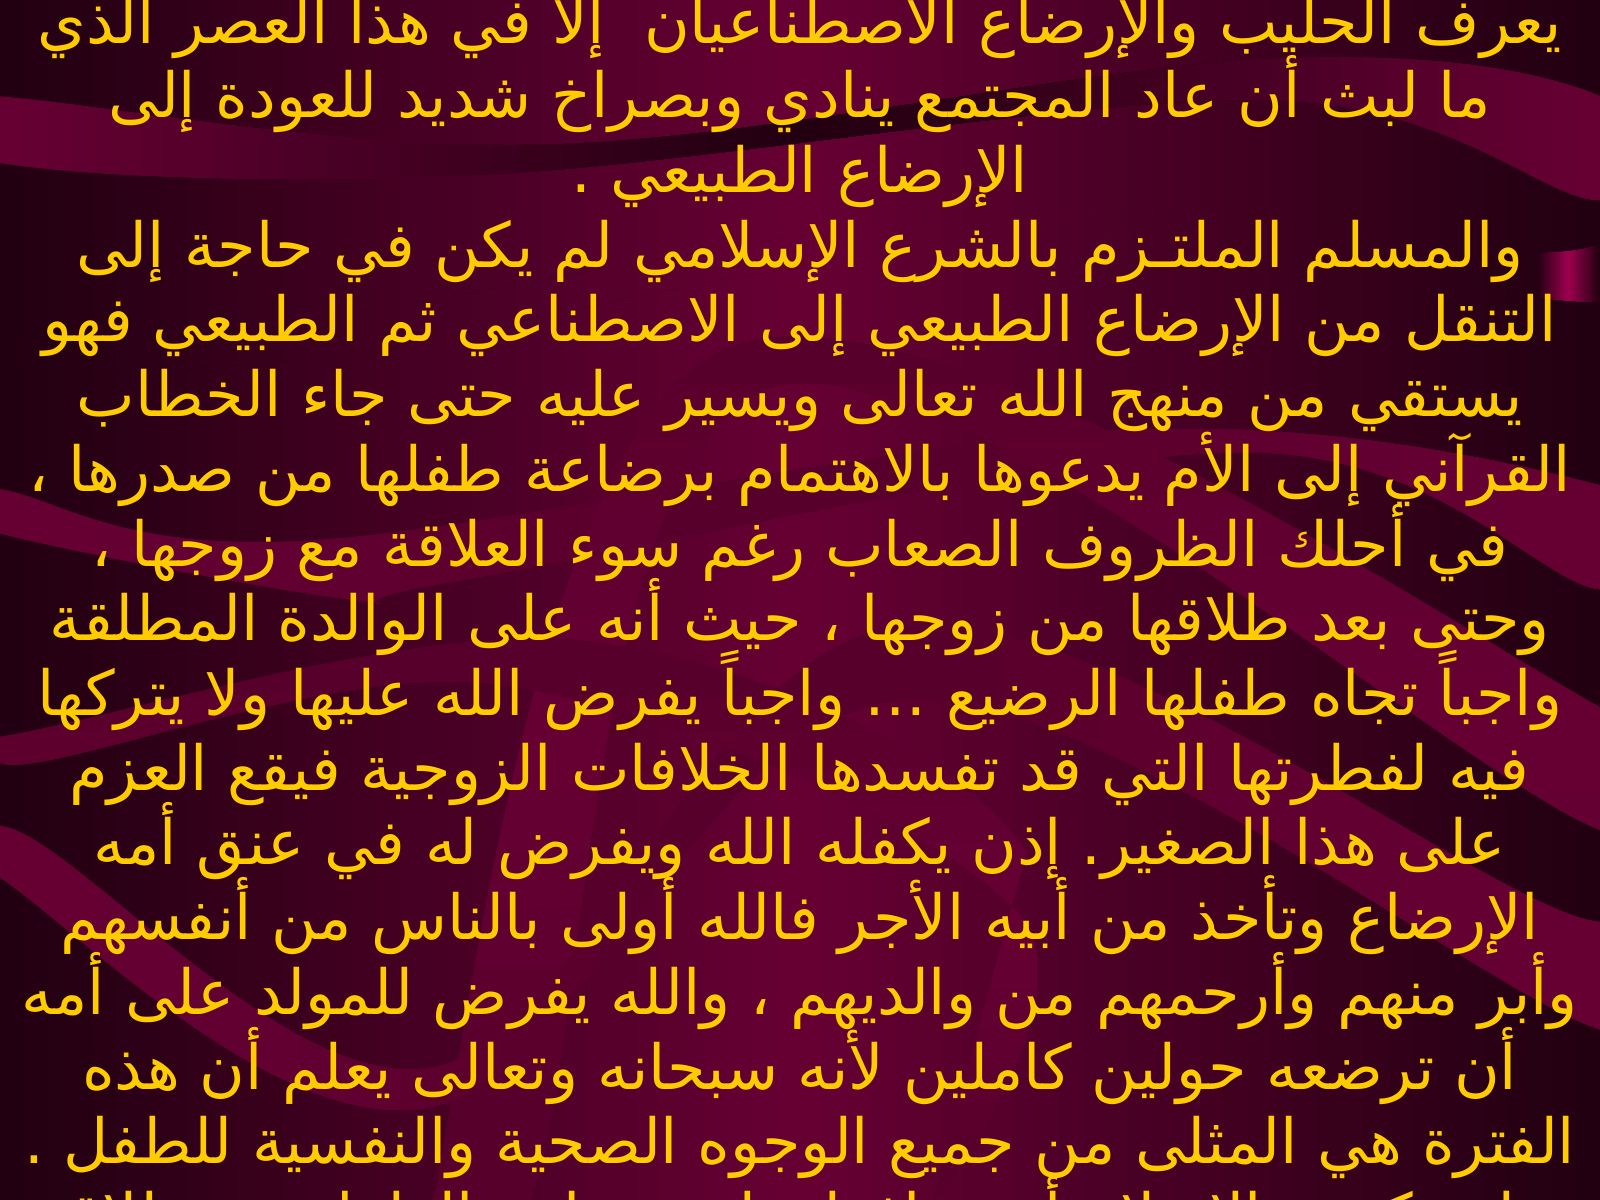 يعرف الحليب والإرضاع الاصطناعيان إلا في هذا العصر الذي
ما لبث أن عاد المجتمع ينادي وبصراخ شديد للعودة إلى
الإرضاع الطبيعي .
والمسلم الملتـزم بالشرع الإسلامي لم يكن في حاجة إلى
التنقل من الإرضاع الطبيعي إلى الاصطناعي ثم الطبيعي فهو
يستقي من منهج الله تعالى ويسير عليه حتى جاء الخطاب
القرآني إلى الأم يدعوها بالاهتمام برضاعة طفلها من صدرها ،
في أحلك الظروف الصعاب رغم سوء العلاقة مع زوجها ،
وحتى بعد طلاقها من زوجها ، حيث أنه على الوالدة المطلقة
واجباً تجاه طفلها الرضيع ... واجباً يفرض الله عليها ولا يتركها
فيه لفطرتها التي قد تفسدها الخلافات الزوجية فيقع العزم
على هذا الصغير. إذن يكفله الله ويفرض له في عنق أمه
الإرضاع وتأخذ من أبيه الأجر فالله أولى بالناس من أنفسهم
وأبر منهم وأرحمهم من والديهم ، والله يفرض للمولد على أمه
أن ترضعه حولين كاملين لأنه سبحانه وتعالى يعلم أن هذه
الفترة هي المثلى من جميع الوجوه الصحية والنفسية للطفل .